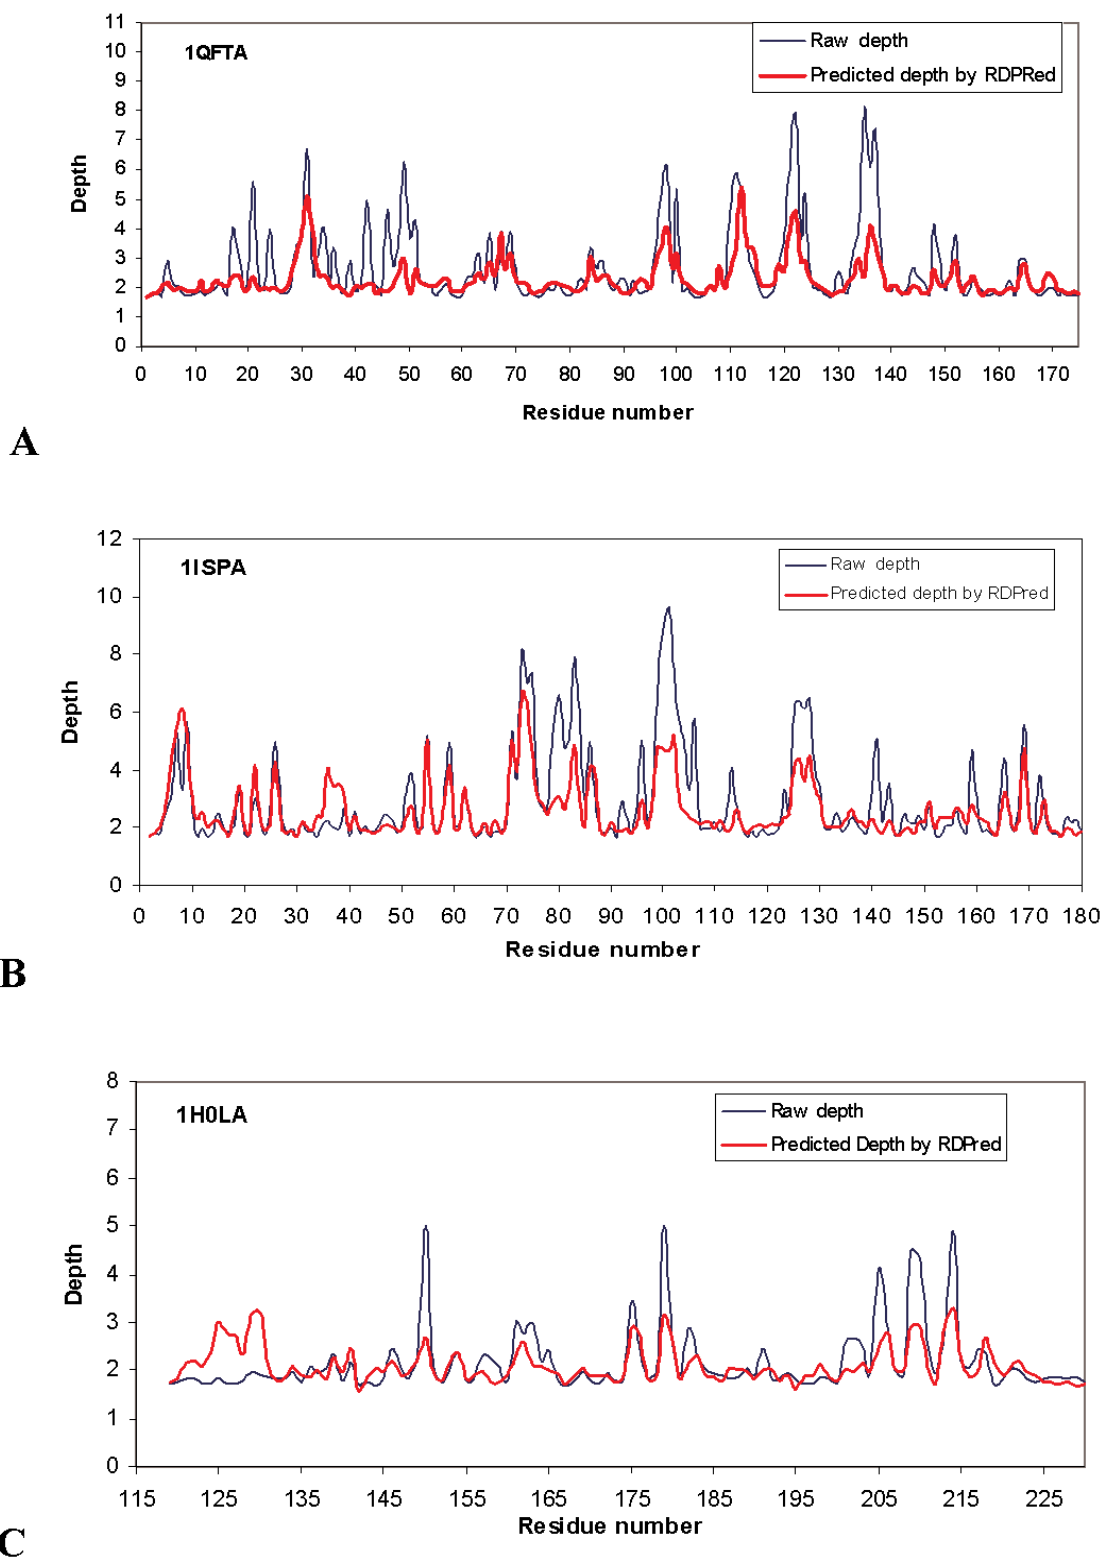 11
10
9
8
7
6
5
4
3
2
1
0
Depth
1QFTA
Raw depth
Predicted depth by RDPRed
0 10 20 30 40 50 60 70 80 90 100 110 120 130 140 150 160 170
Residue number
A
12
10
8
6
4
2
0
Depth
1ISPA
Raw depth
Predicted depth by RDPred
0 10 20 30 40 50 60 70 80 90 100 110 120 130 140 150 160 170 180
Residue number
B
8
7
6
5
4
3
2
1
0
Depth
1H0LA
Raw depth
Predicted Depth by RDPred
115 125 135 145 155 165 175 185 195 205 215 225
Residue number
C